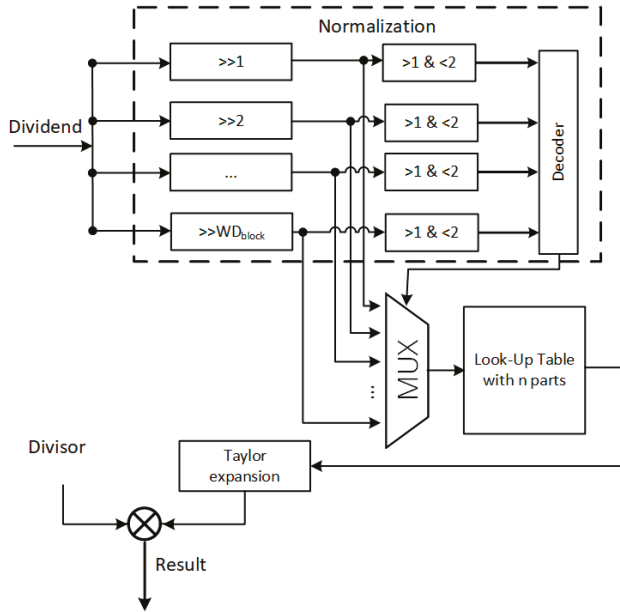 Normalization
>>1
>1 & <2
>>2
>1 & <2
Dividend
...
>1 & <2
>>WD_block
>1 & <2
Decoder
MUX
...
Look-Up Table
with n parts
Divisor
Taylor
expansion
Result